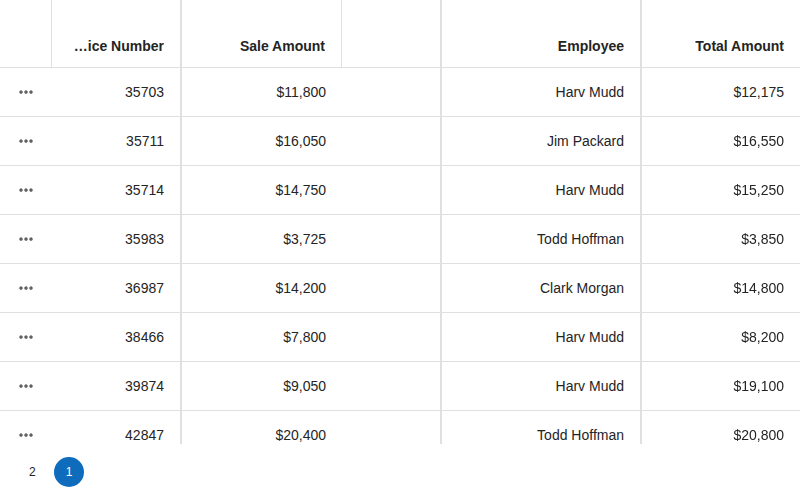 …ice Number Sale Amount Employee Total Amount
35703 $11,800 Harv Mudd $12,175
35711 $16,050 Jim Packard $16,550
35714 $14,750 Harv Mudd $15,250
35983 $3,725 Todd Hoffman $3,850
36987 $14,200 Clark Morgan $14,800
38466 $7,800 Harv Mudd $8,200
39874 $9,050 Harv Mudd $19,100
42847 $20,400 Todd Hoffman $20,800
2 1